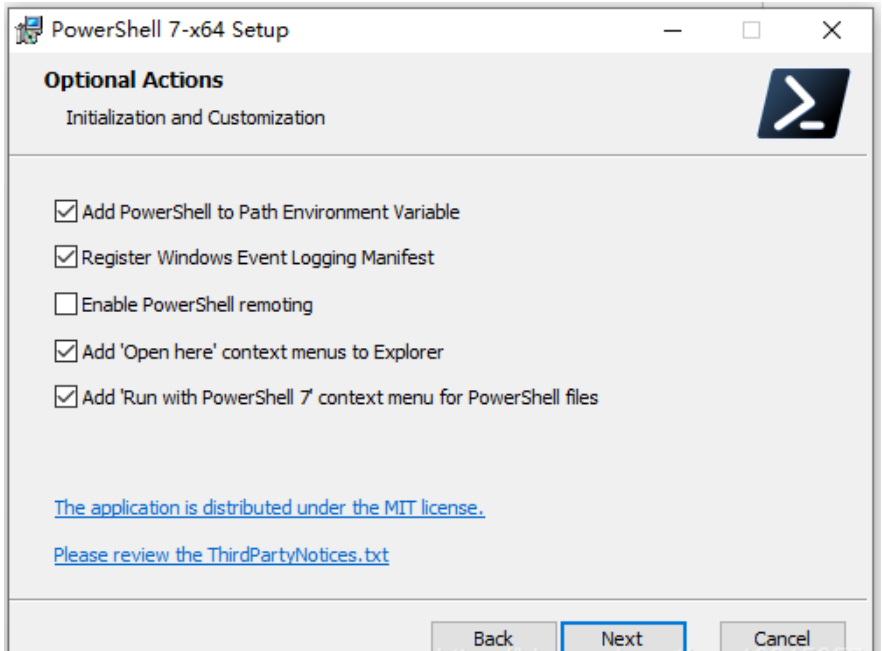 PowerShell 7-x64 Setup
Optional Actions
Initialization and Customization
Add PowerShell to Path Environment Variable
Register Windows Event Logging Manifest
Enable PowerShell remoting
Add 'Open here' context menus to Explorer
Add 'Run with PowerShell 7' context menu for PowerShell files
The application is distributed under the MIT license.
Please review the ThirdPartyNotices.txt
Back Next Cancel